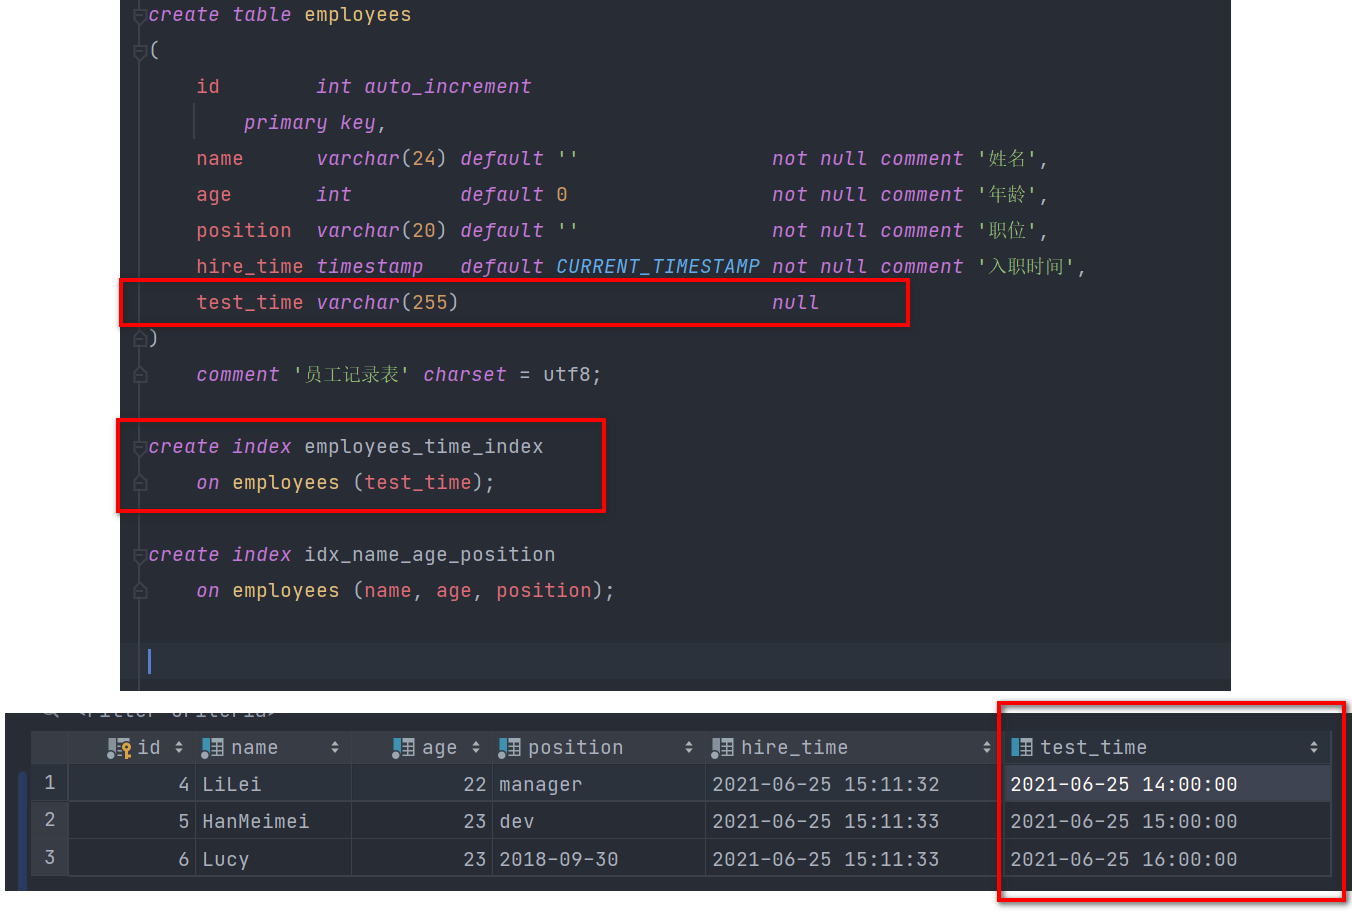 create table employees
(
    id        int auto_increment
        primary key,
    name      varchar(24) default ''                not null comment '姓名',
    age       int         default 0                 not null comment '年龄',
    position  varchar(20) default ''                not null comment '职位',
    hire_time timestamp   default CURRENT_TIMESTAMP not null comment '入职时间',
    test_time varchar(255)                          null
)
    comment '员工记录表' charset = utf8;
create index employees_time_index
    on employees (test_time);
create index idx_name_age_position
    on employees (name, age, position);
<Filter criteria>
id name age position hire_time test_time
1 4 LiLei 22 manager 2021-06-25 15:11:32 2021-06-25 14:00:00
2 5 HanMeimei 23 dev 2021-06-25 15:11:33 2021-06-25 15:00:00
3 6 Lucy 23 2018-09-30 2021-06-25 15:11:33 2021-06-25 16:00:00